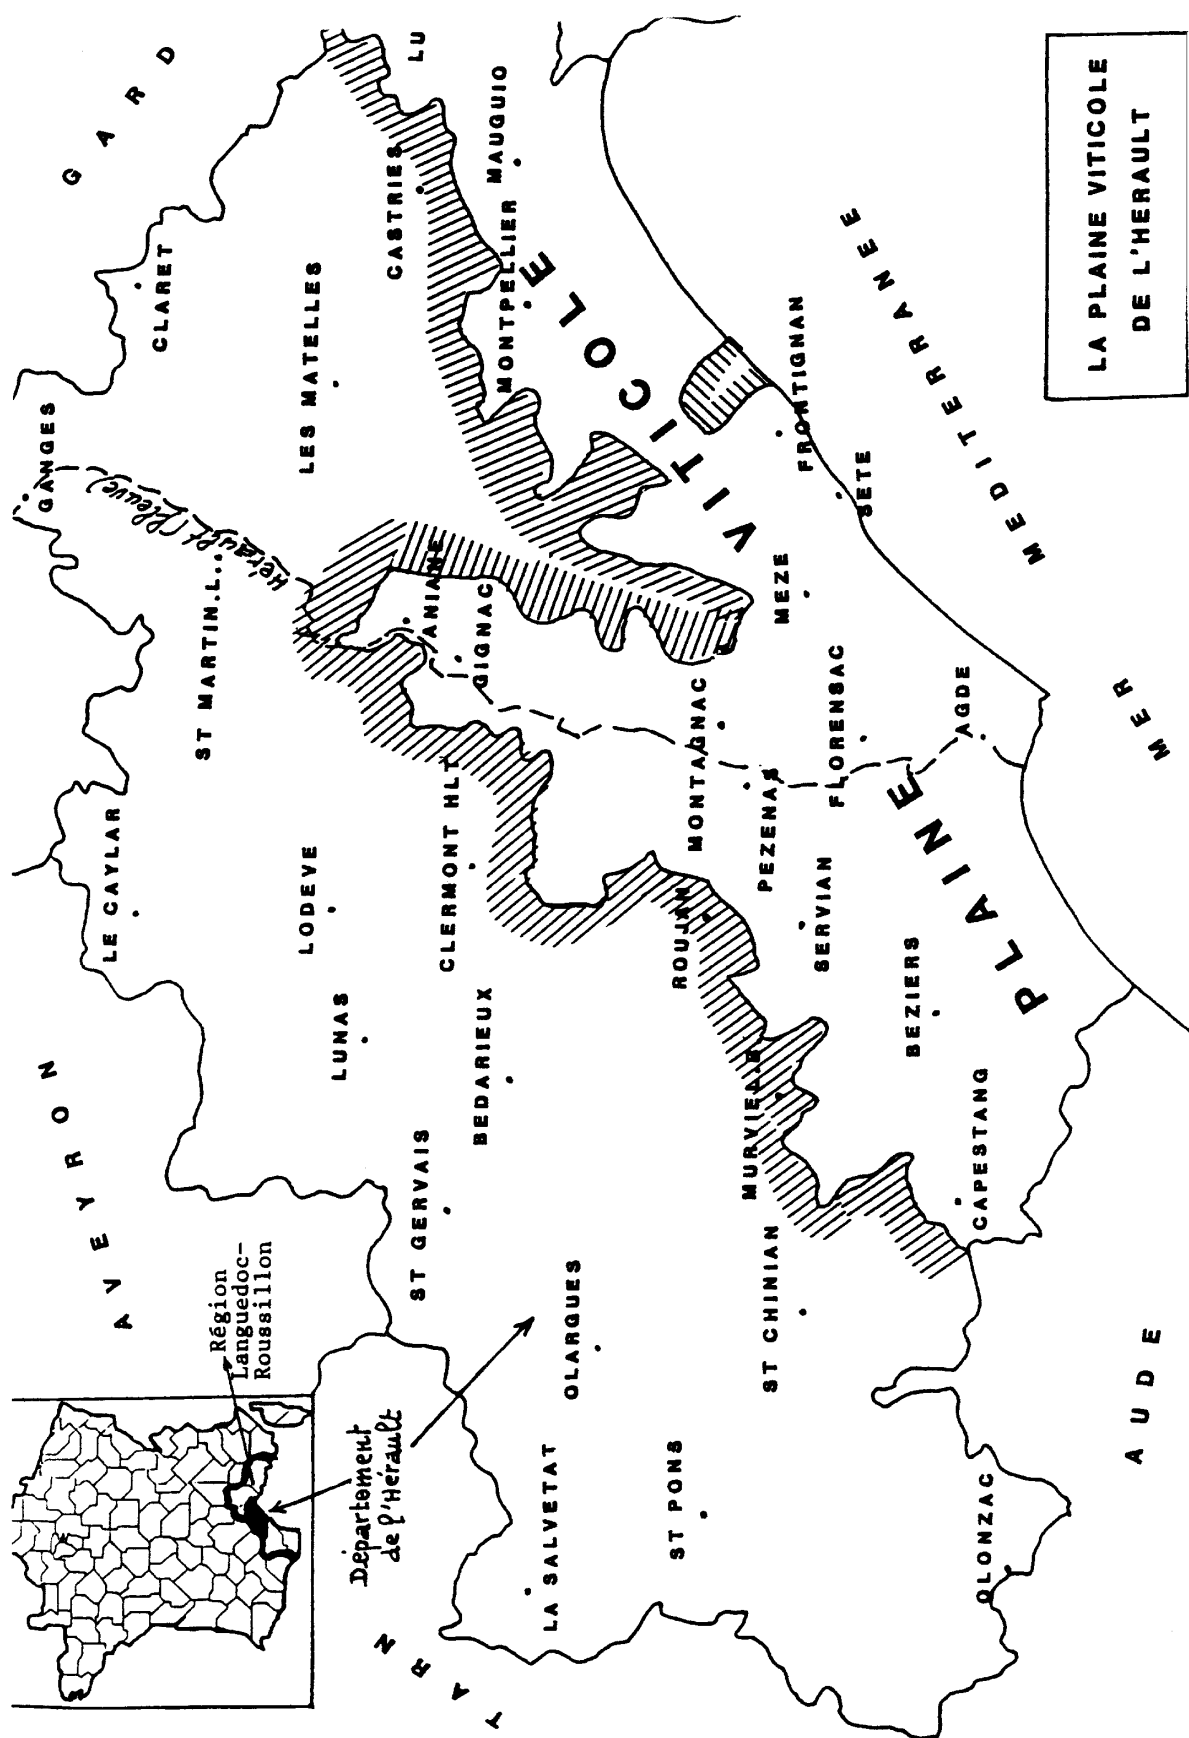 LA PLAINE VITICOLE
DE L'HERAULT
GARD
AVEYRON
TARN
AUDE
MER MEDITERRANEE
PLAINE VITICOLE
Région
Languedoc-
Roussillon
Département
de l'Hérault
Hérault (fleuve)
GANGES
CLARET
ST MARTIN.L..
LE CAYLAR
LES MATELLES
LODEVE
LUNAS
CASTRIES
LU
ANIANE
GIGNAC
CLERMONT HLT
BEDARIEUX
ST GERVAIS
MONTPELLIER
MAUGUIO
OLARGUES
LA SALVETAT
ST PONS
ROUJAN
MONTAGNAC
PEZENAS
MEZE
FRONTIGNAN
SETE
FLORENSAC
SERVIAN
MURVIEL.B
ST CHINIAN
BEZIERS
AGDE
CAPESTANG
OLONZAC